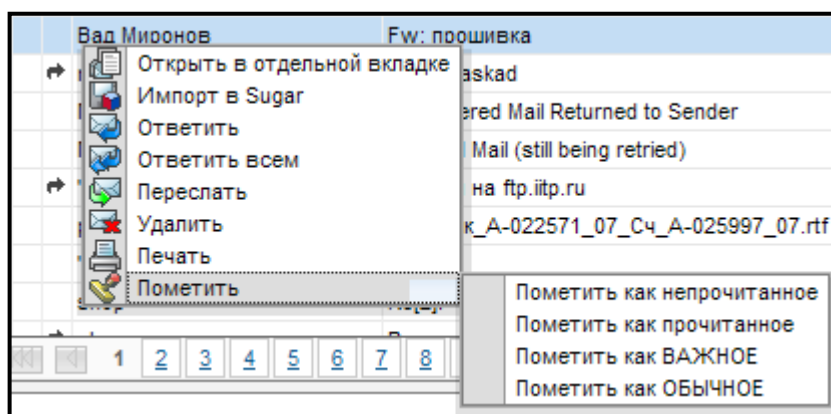 Вад Миронов Fw: прошивка
Открыть в отдельной вкладке askad
Импорт в Sugar ered Mail Returned to Sender
Ответить
Ответить всем Mail (still being retried)
Переслать на ftp.iitp.ru
Удалить к_А-022571_07_Сч_А-025997_07.rtf
Печать
Пометить
Пометить как непрочитанное
Пометить как прочитанное
1 2 3 4 5 6 7 8
Пометить как ВАЖНОЕ
Пометить как ОБЫЧНОЕ